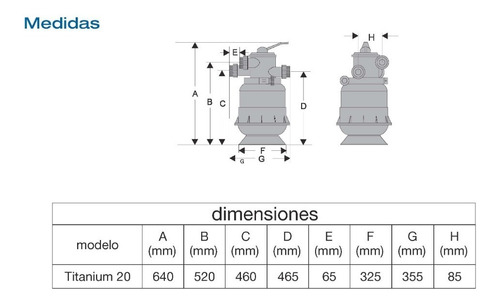 Medidas
H
E
A
B
C
D
F
G G
dimensiones
modelo A (mm) B (mm) C (mm) D (mm) E (mm) F (mm) G (mm) H (mm)
Titanium 20 640 520 460 465 65 325 355 85